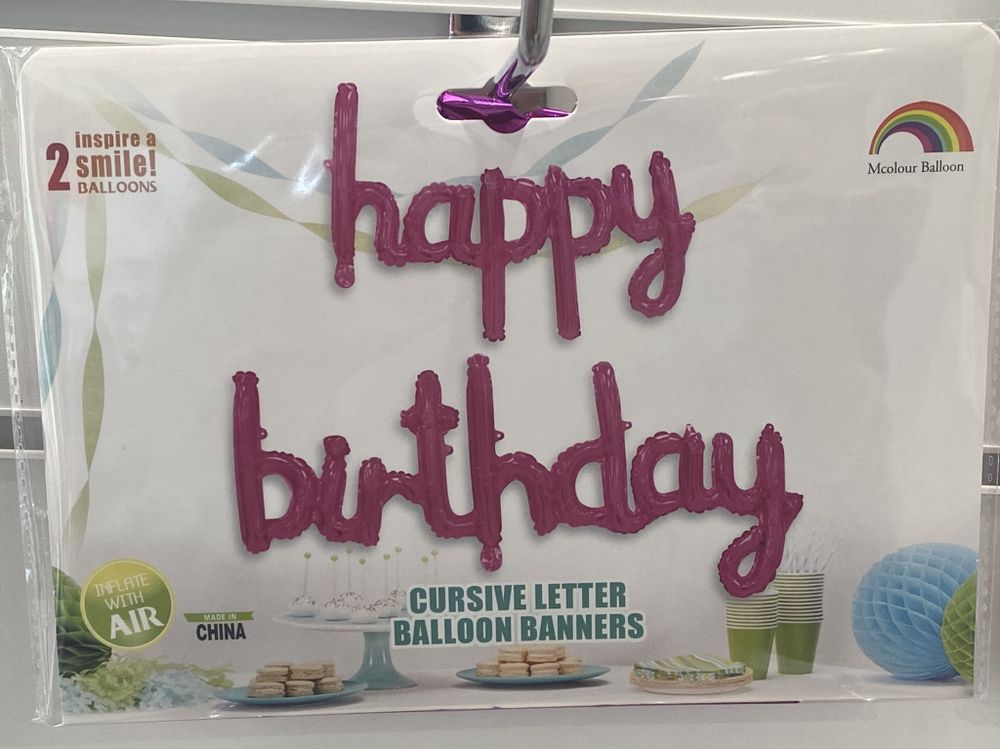 inspire a
2 smile!
BALLOONS
Mcolour Balloon
happy
birthday
INFLATE
WITH
AIR
MADE IN
CHINA
CURSIVE LETTER
BALLOON BANNERS